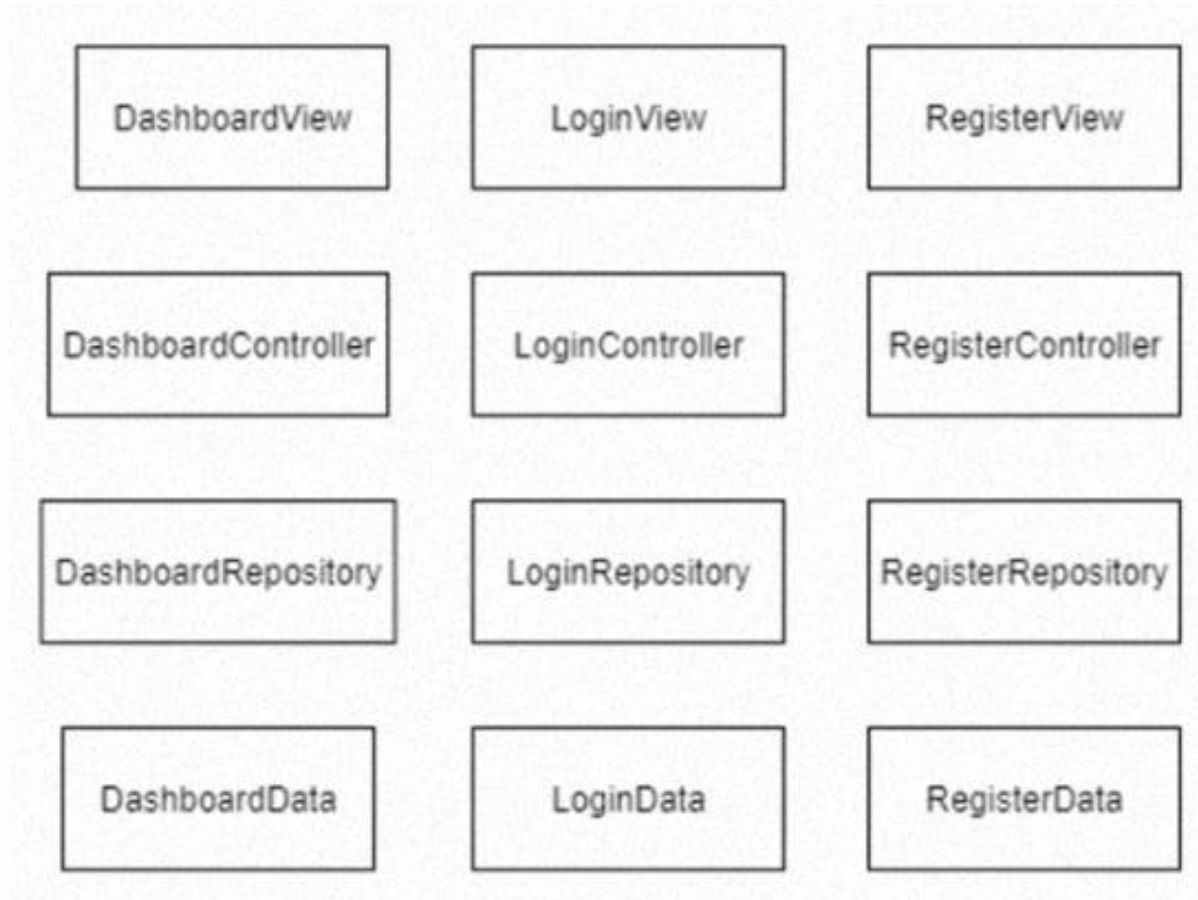 DashboardView
LoginView
RegisterView
DashboardController
LoginController
RegisterController
DashboardRepository
LoginRepository
RegisterRepository
DashboardData
LoginData
RegisterData